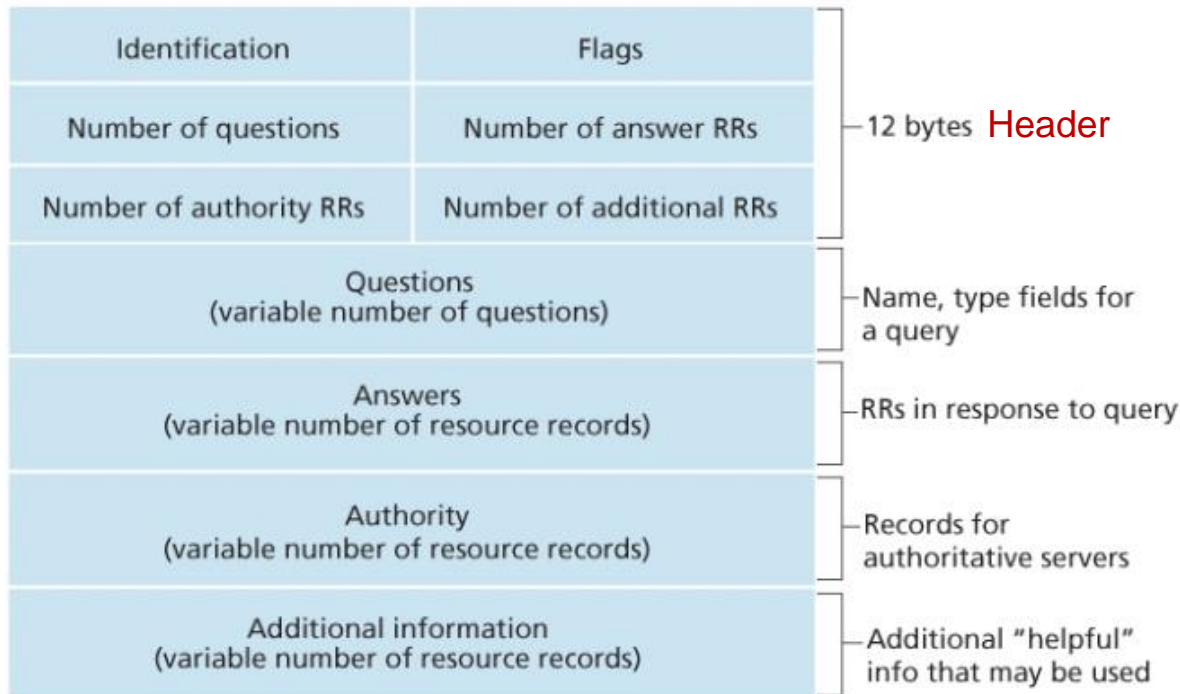 Identification
Flags
Number of questions
Number of answer RRs
12 bytes Header
Number of authority RRs
Number of additional RRs
Questions
(variable number of questions)
Name, type fields for
a query
Answers
(variable number of resource records)
RRs in response to query
Authority
(variable number of resource records)
Records for
authoritative servers
Additional information
(variable number of resource records)
Additional “helpful”
info that may be used